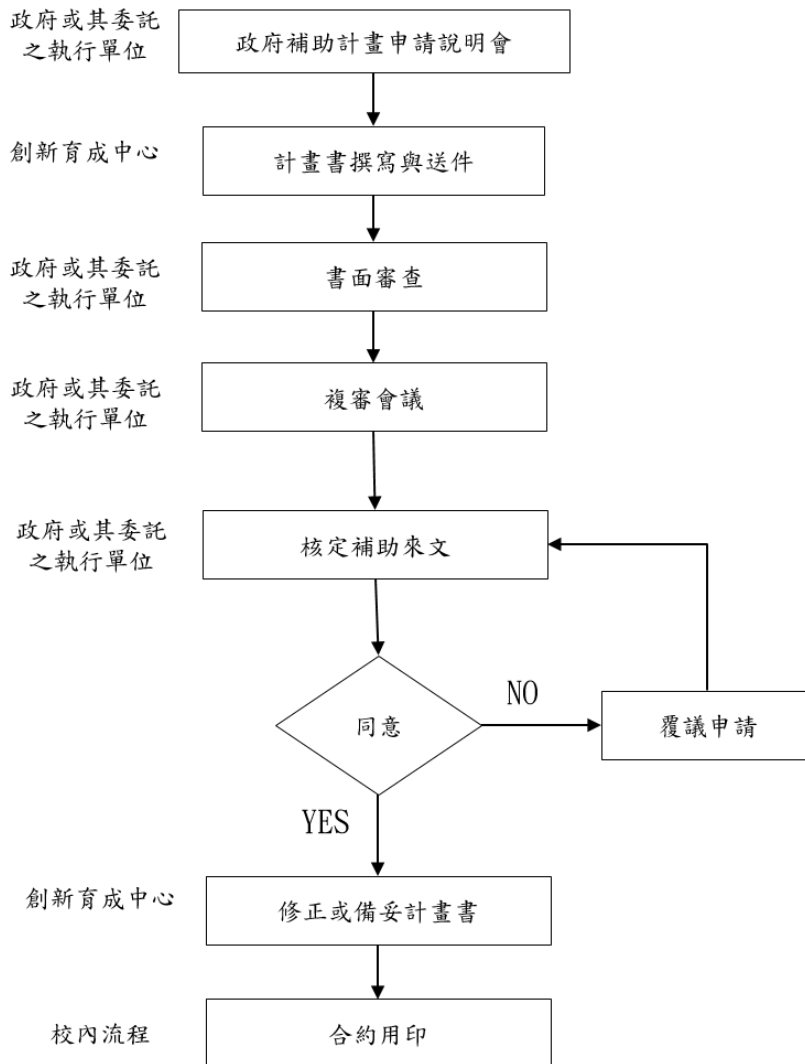 政府或其委託
之執行單位
政府補助計畫申請說明會
創新育成中心
計畫書撰寫與送件
政府或其委託
之執行單位
書面審查
政府或其委託
之執行單位
複審會議
政府或其委託
之執行單位
核定補助來文
同意
NO
覆議申請
YES
創新育成中心
修正或備妥計畫書
校內流程
合約用印